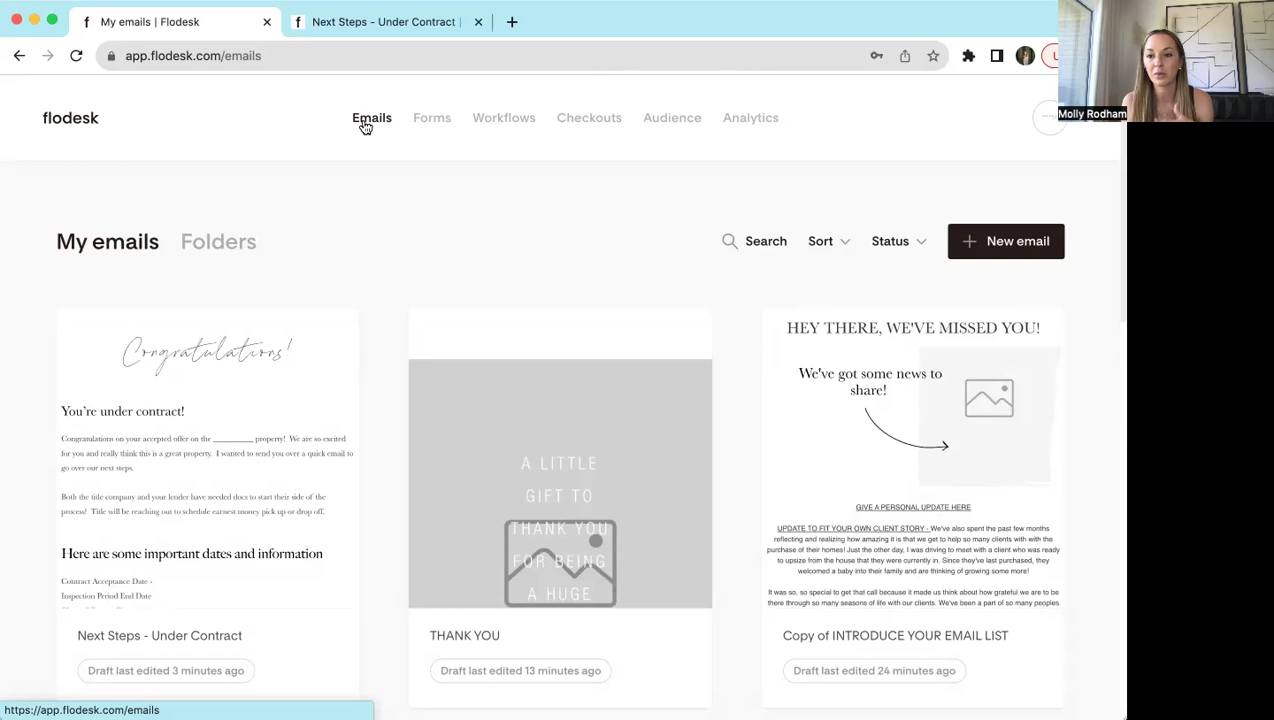 My emails | Flodesk
Next Steps - Under Contract |
app.flodesk.com/emails
flodesk
Emails
Forms
Workflows
Checkouts
Audience
Analytics
Molly Rodham
My emails
Folders
Search
Sort
Status
New email
Congratulations!
You're under contract!
Congratulations on your accepted offer on the __________ property! We are so excited
for you and really think this is a great property. I wanted to send you over a quick email to
go over our next steps.
Both the title company and your lender have needed docs to start their side of the
process! Title will be reaching out to schedule earnest money pick up or drop off.
Here are some important dates and information
Contract Acceptance Date -
Inspection Period End Date
Next Steps - Under Contract
Draft last edited 3 minutes ago
A LITTLE
GIFT TO
THANK YOU
FOR BEING
A HUGE
THANK YOU
Draft last edited 13 minutes ago
HEY THERE, WE'VE MISSED YOU!
We've got some news to
share!
GIVE A PERSONAL UPDATE HERE
UPDATE TO FIT YOUR OWN CLIENT STORY - We've also spent the past few months
reflecting and realizing how amazing it is that we get to help so many clients with with the
purchase of their homes! Just the other day, I was driving to meet with a client who was ready
to upsize from the house that they were currently in. Since they've last purchased, they
welcomed a baby into their family and are thinking of growing some more!
It was so, so special to get that call because it made us think about how grateful we are to be
there through so many seasons of life with our clients. We've been a part of so many peoples
Copy of INTRODUCE YOUR EMAIL LIST
Draft last edited 24 minutes ago
https://app.flodesk.com/emails